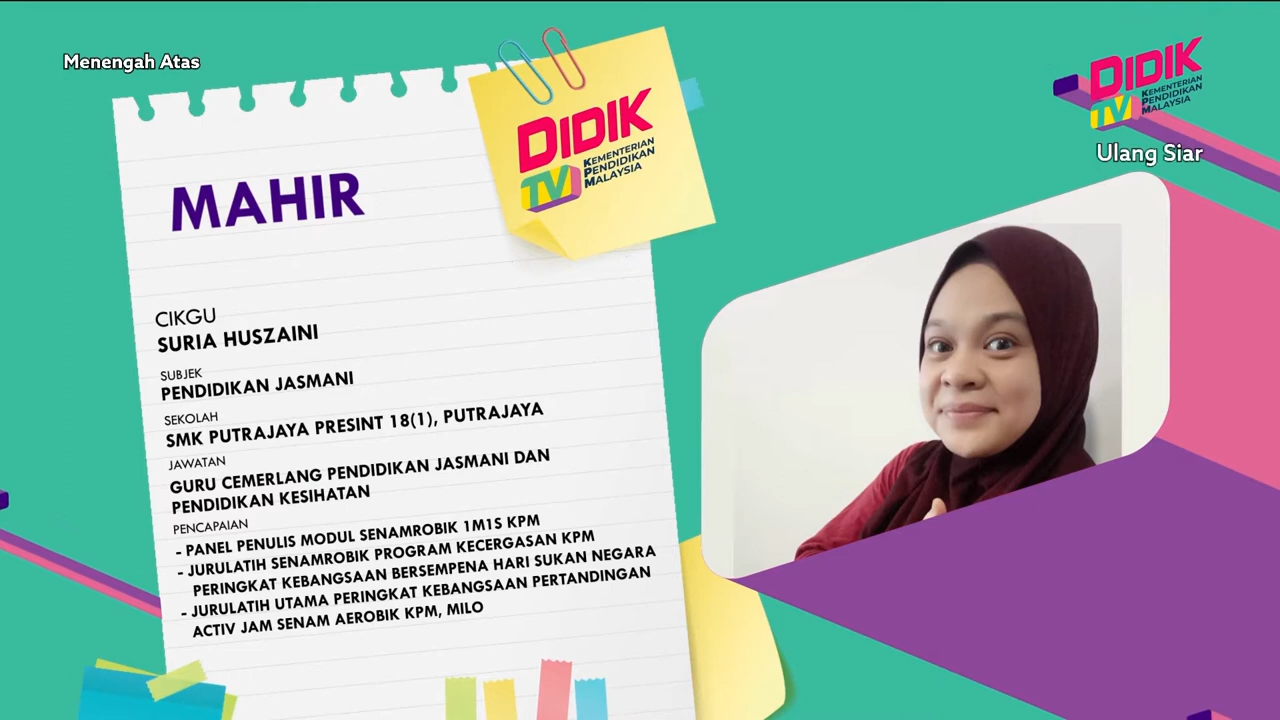 Menengah Atas
DIDIK
TV
KEMENTERIAN
PENDIDIKAN
MALAYSIA
Ulang Siar
DIDIK
TV
KEMENTERIAN
PENDIDIKAN
MALAYSIA
MAHIR
CIKGU
SURIA HUSZAINI
SUBJEK
PENDIDIKAN JASMANI
SEKOLAH
SMK PUTRAJAYA PRESINT 18(1), PUTRAJAYA
JAWATAN
GURU CEMERLANG PENDIDIKAN JASMANI DAN
PENDIDIKAN KESIHATAN
PENCAPAIAN
- PANEL PENULIS MODUL SENAMROBIK 1M1S KPM
- JURULATIH SENAMROBIK PROGRAM KECERGASAN KPM
PERINGKAT KEBANGSAAN BERSEMPENA HARI SUKAN NEGARA
- JURULATIH UTAMA PERINGKAT KEBANGSAAN PERTANDINGAN
ACTIV JAM SENAM AEROBIK KPM, MILO